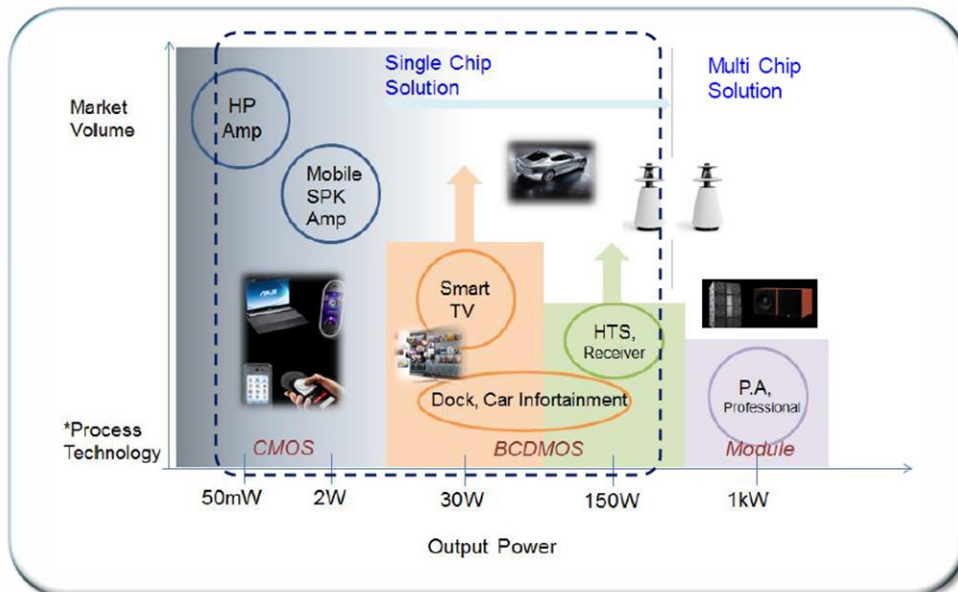 Single Chip
Solution
Multi Chip
Solution
Market
Volume
HP
Amp
Mobile
SPK
Amp
Smart
TV
HTS,
Receiver
Dock, Car Infortainment
P.A,
Professional
*Process
Technology
CMOS
BCDMOS
Module
50mW
2W
30W
150W
1kW
Output Power
ASUS